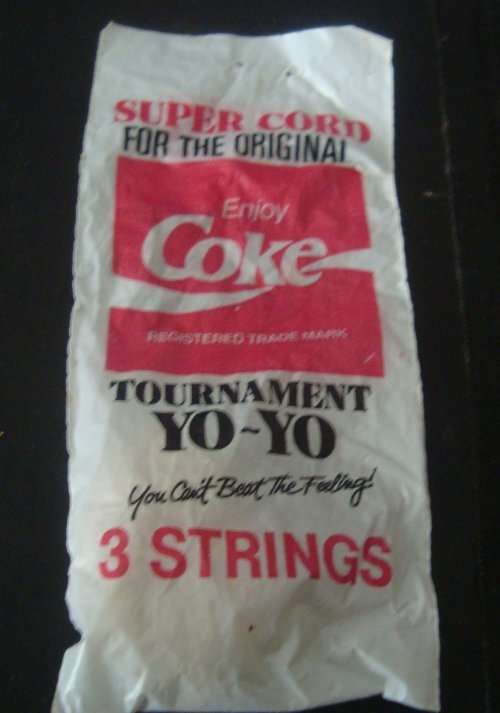 SUPER CORD
FOR THE ORIGINAL
Enjoy
Coke
REGISTERED TRADE MARK
TOURNAMENT
YO-YO
You Can't Beat The Feeling!
3 STRINGS